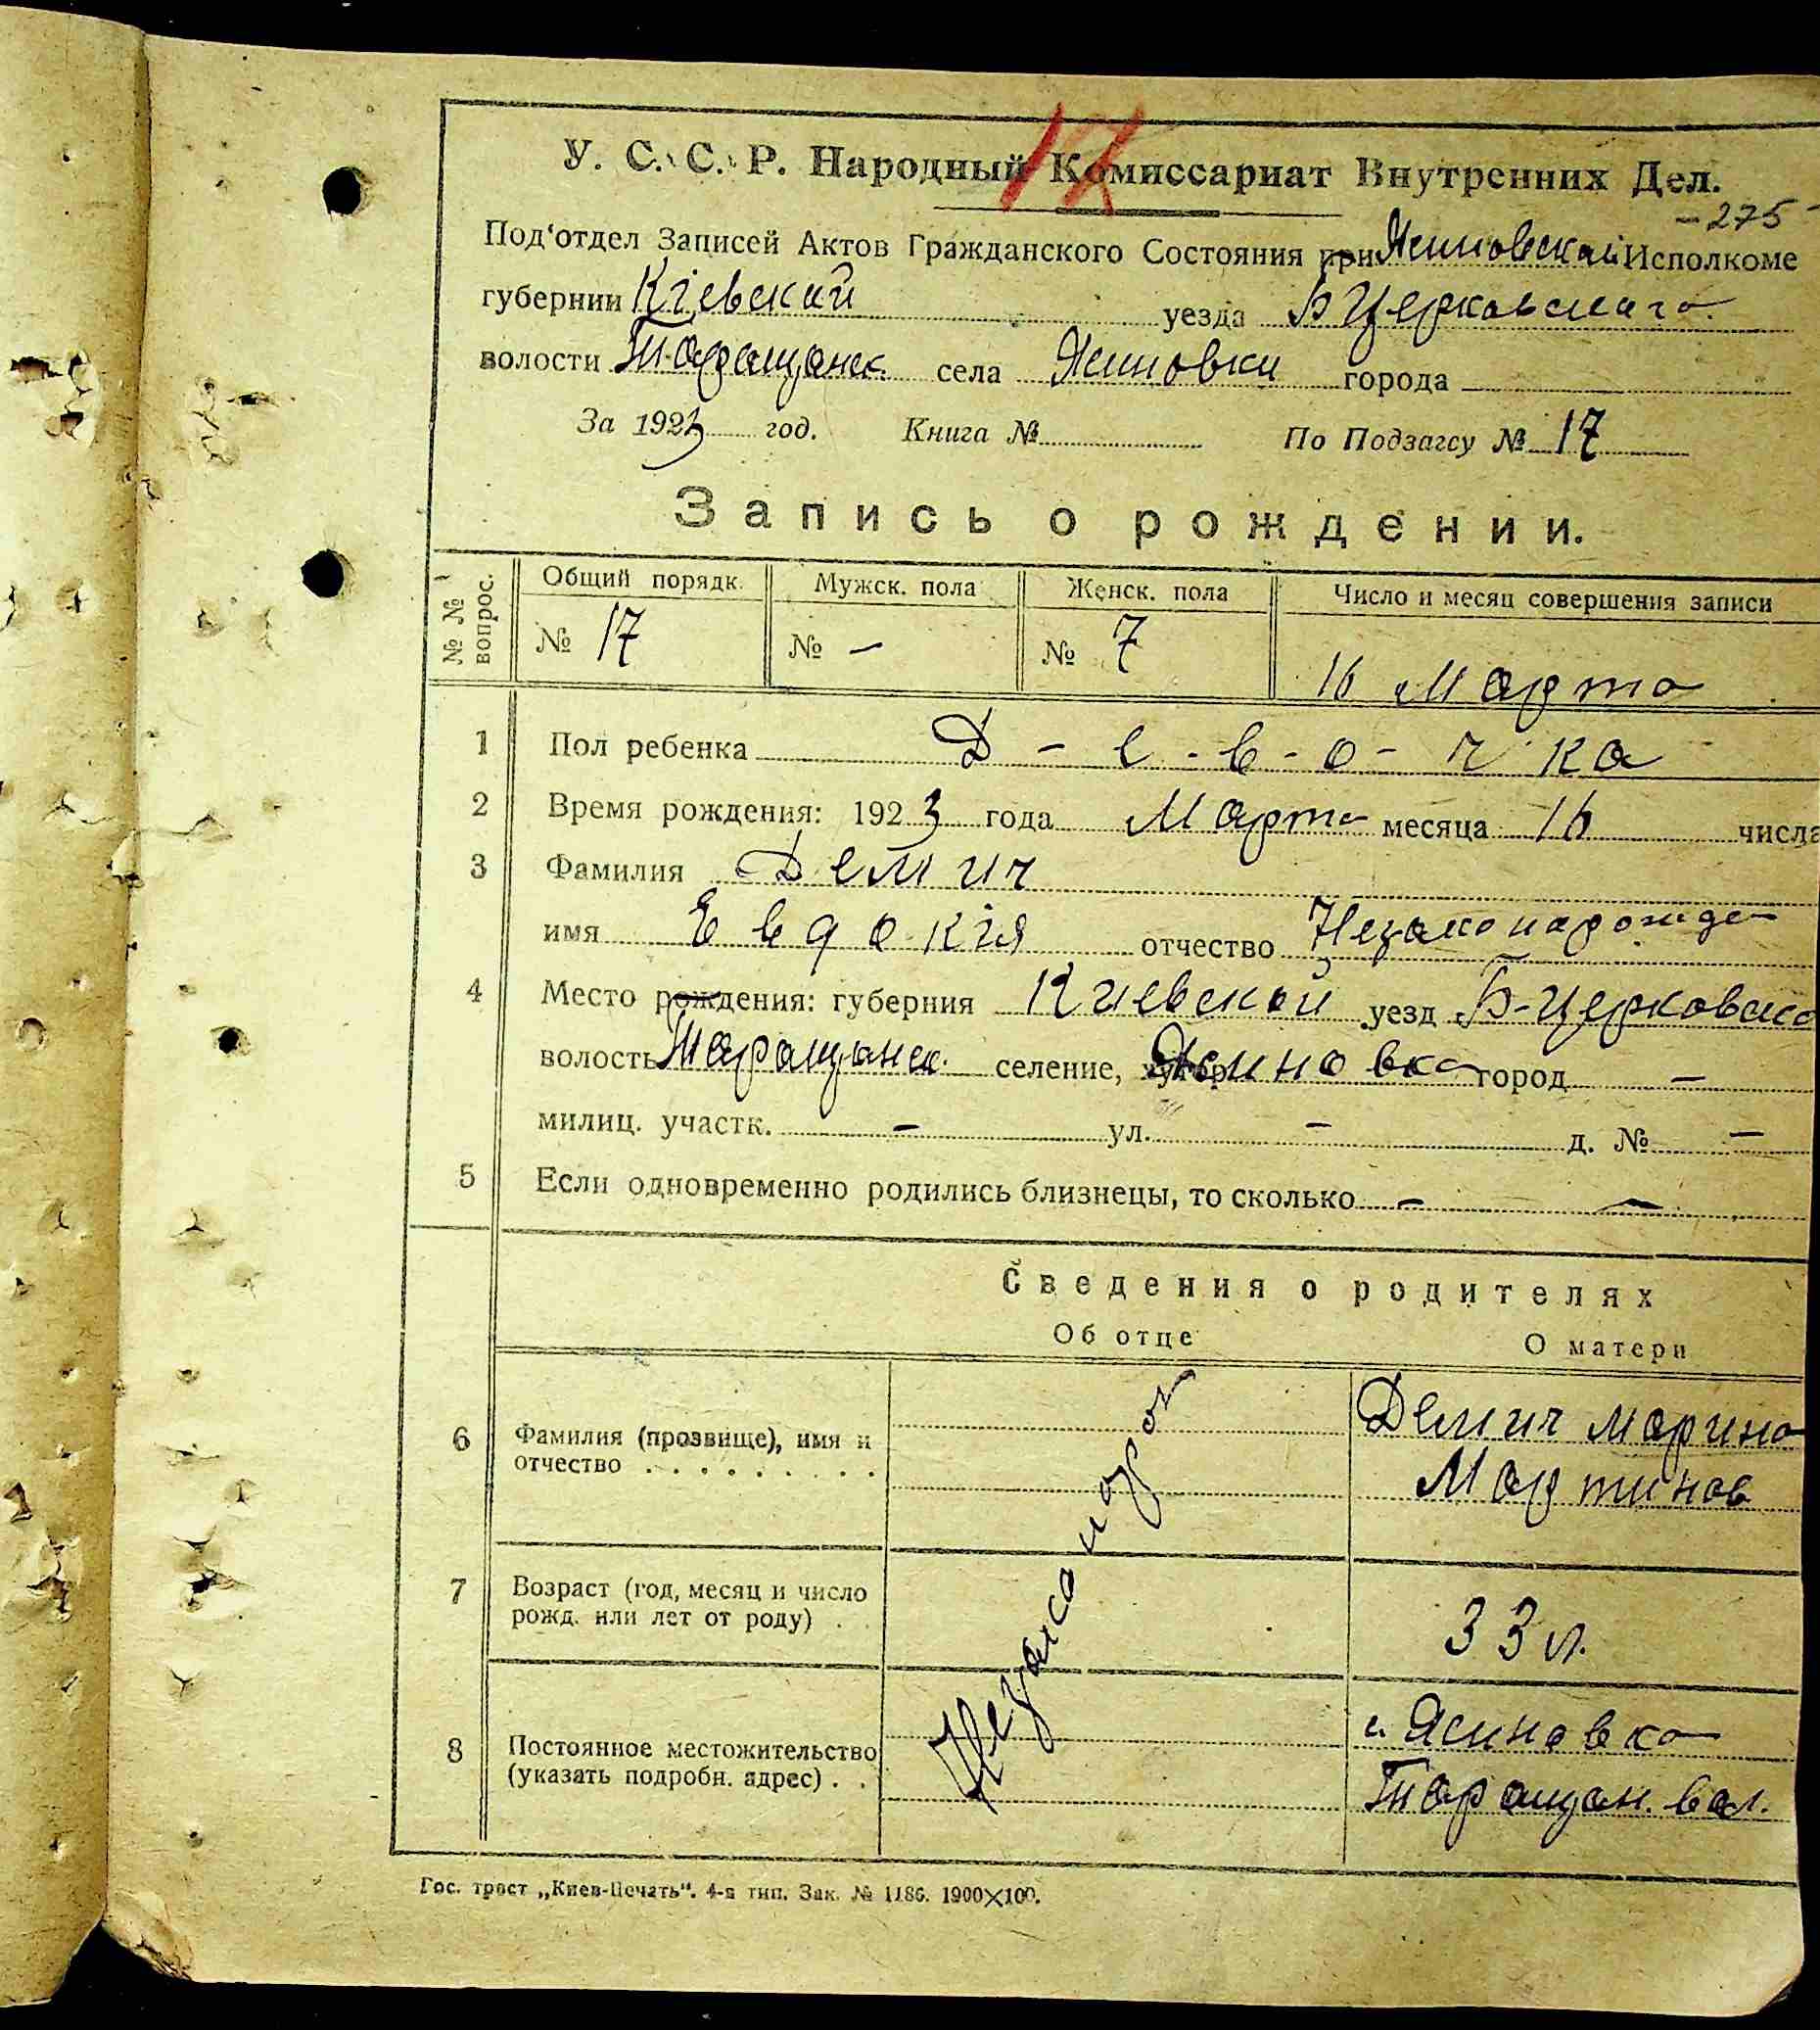 17
У. С. С. Р. Народный Комиссариат Внутренних Дел.
- 275 -
Под'отдел Записей Актов Гражданского Состояния при Ясиновской Исполкоме
губернии Кіевской уезда Б Церковского
волости Таращанск. села Ясиновки города
За 1923 год. Книга № По Подзагсу № 17
Запись о рождении.
№ № вопрос. Общий порядк. Мужск. пола Женск. пола Число и месяц совершения записи
№ 17 № — № 7 16 Марта
1 Пол ребенка Д - е - в - о - ч ка
2 Время рождения: 1923 года Марта месяца 16 числа
3 Фамилия Демич
имя Евдокія отчество Незаконарожде-
4 Место рождения: губерния Киевской уезд Б-Церковско
волость Таращанск. селение, хутор Ясиновка город —
милиц. участк. — ул. — д. № —
5 Если одновременно родились близнецы, то сколько — —
Сведения о родителях
Об отце О матери
6 Фамилия (прозвище), имя и отчество . . . . . . . . . Демич Марина
Мартинов
Незаконарож
7 Возраст (год, месяц и число рожд. или лет от роду) . . 33 л.
8 Постоянное местожительство (указать подробн. адрес) . . с. Ясиновка
Таращан. вол.
Гос. трест „Киев-Печать". 4-я тип. Зак. № 1186. 1900×100.